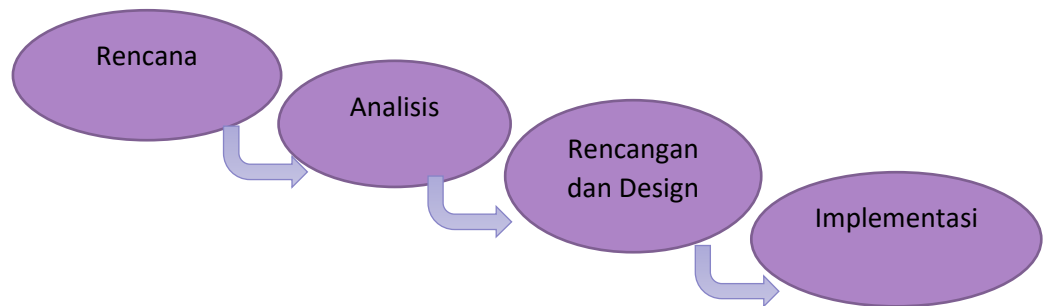 Rencana
Analisis
Rencangan
dan Design
Implementasi